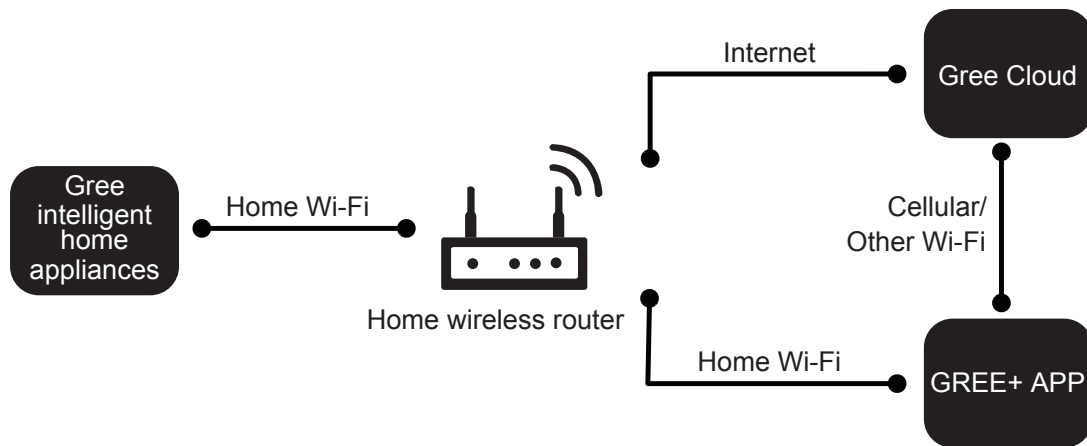 Internet
Gree Cloud
Gree
intelligent
home
appliances
Home Wi-Fi
Cellular/
Other Wi-Fi
Home wireless router
Home Wi-Fi
GREE+ APP